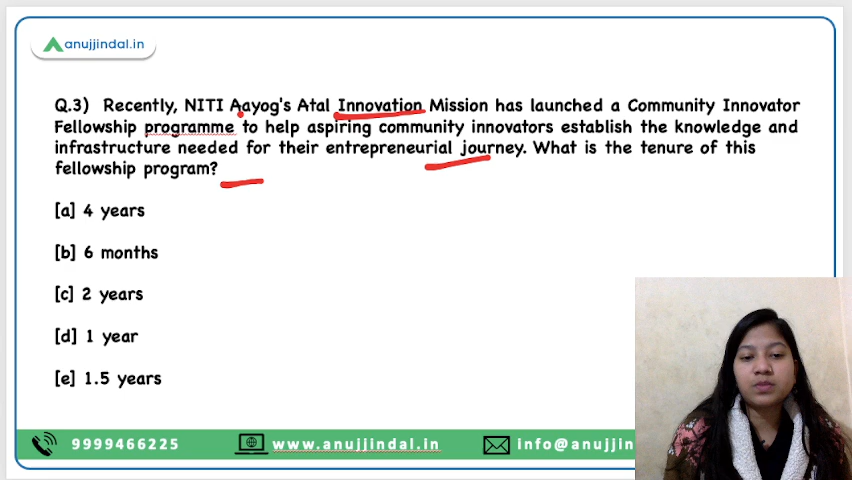 anujjindal.in
Q.3) Recently, NITI Aayog's Atal Innovation Mission has launched a Community Innovator
Fellowship programme to help aspiring community innovators establish the knowledge and
infrastructure needed for their entrepreneurial journey. What is the tenure of this
fellowship program?
[a] 4 years
[b] 6 months
[c] 2 years
[d] 1 year
[e] 1.5 years
9999466225 www.anujjindal.in info@anujjin